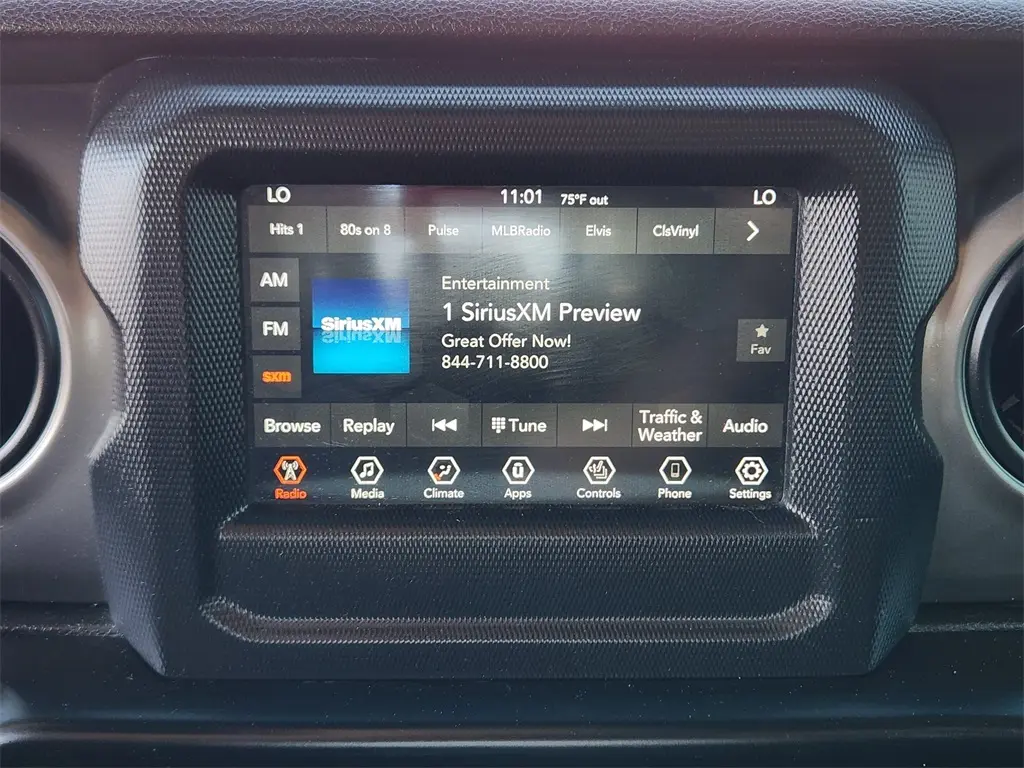 LO 11:01 75°F out LO
Hits 1 80s on 8 Pulse MLBRadio Elvis ClsVinyl
AM
FM
sxm
SiriusXM
Entertainment
1 SiriusXM Preview
Great Offer Now!
844-711-8800
Fav
Browse Replay Tune Traffic & Weather Audio
Radio Media Climate Apps Controls Phone Settings